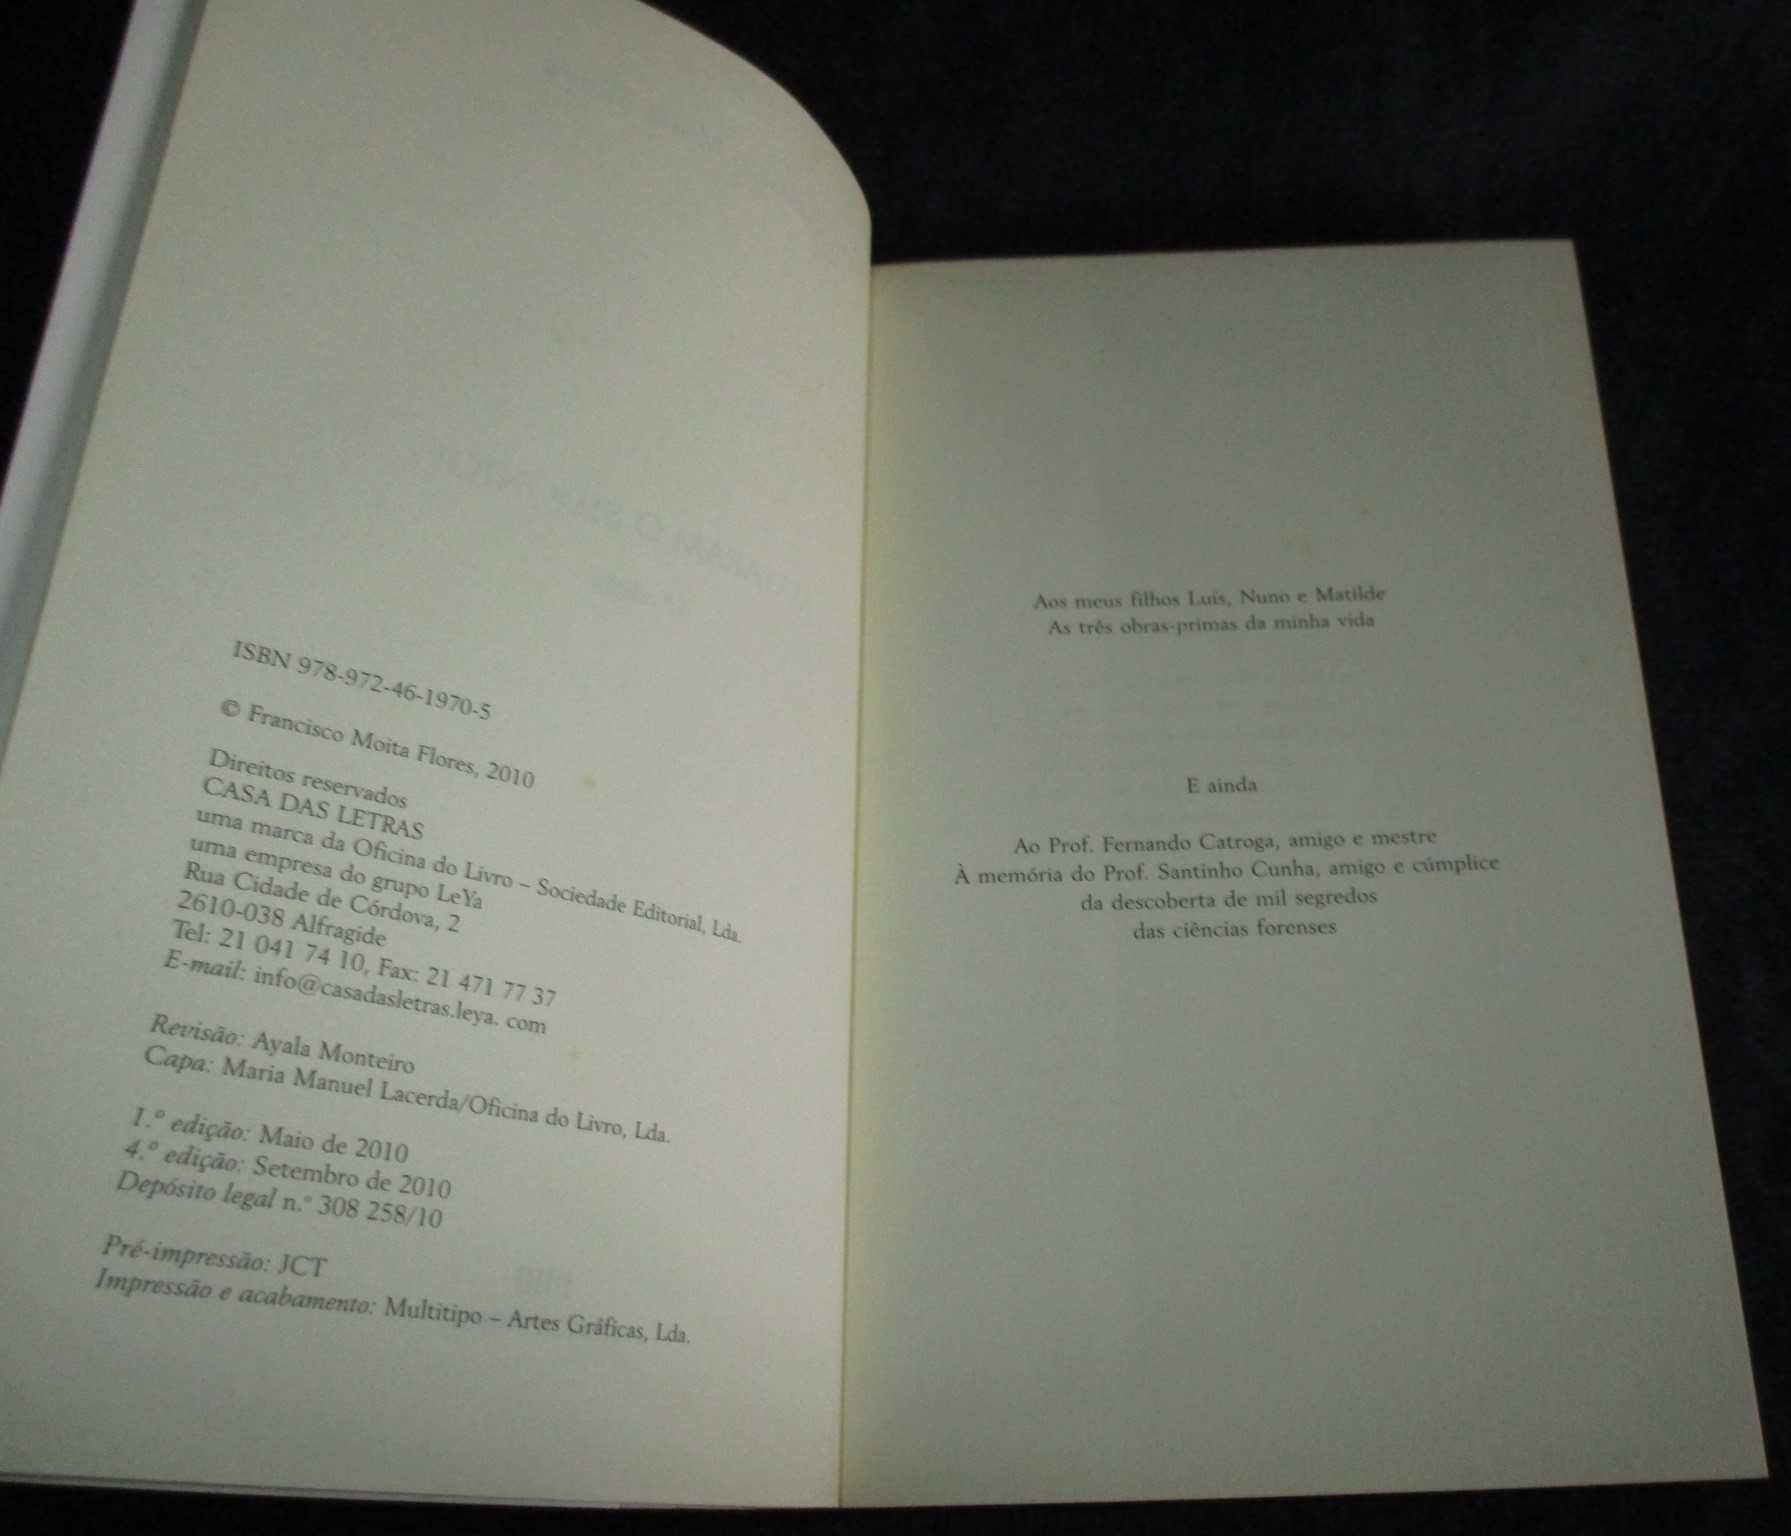 ISBN 978-972-46-1970-5
© Francisco Moita Flores, 2010
Direitos reservados
CASA DAS LETRAS
uma marca da Oficina do Livro – Sociedade Editorial, Lda.
uma empresa do grupo LeYa
Rua Cidade de Córdova, 2
2610-038 Alfragide
Tel: 21 041 74 10, Fax: 21 471 77 37
E-mail: info@casadasletras.leya. com
Revisão: Ayala Monteiro
Capa: Maria Manuel Lacerda/Oficina do Livro, Lda.
1.º edição: Maio de 2010
4.º edição: Setembro de 2010
Depósito legal n.º 308 258/10
Pré-impressão: JCT
Impressão e acabamento: Multitipo – Artes Gráficas, Lda.
Aos meus filhos Luís, Nuno e Matilde
As três obras-primas da minha vida
E ainda
Ao Prof. Fernando Catroga, amigo e mestre
À memória do Prof. Santinho Cunha, amigo e cúmplice
da descoberta de mil segredos
das ciências forenses